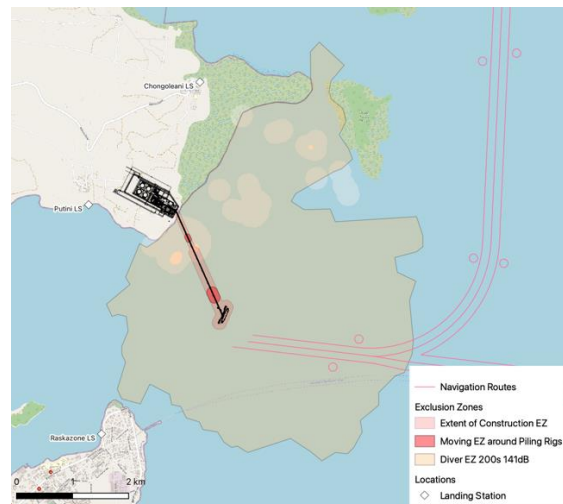 Chongoleani LS
Putini LS
Raskazone LS
0 1 2 km
Navigation Routes
Exclusion Zones
Extent of Construction EZ
Moving EZ around Piling Rigs
Diver EZ 200s 141dB
Locations
Landing Station